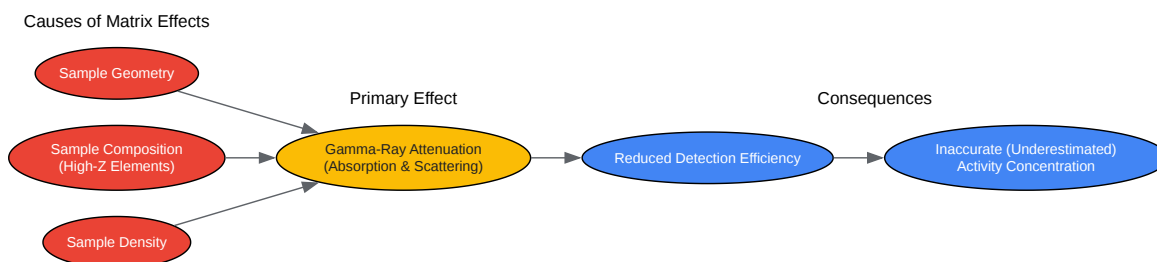 Causes of Matrix Effects
Sample Geometry
Primary Effect
Consequences
Sample Composition
(High-Z Elements)
Gamma-Ray Attenuation
(Absorption & Scattering)
Reduced Detection Efficiency
Inaccurate (Underestimated)
Activity Concentration
Sample Density